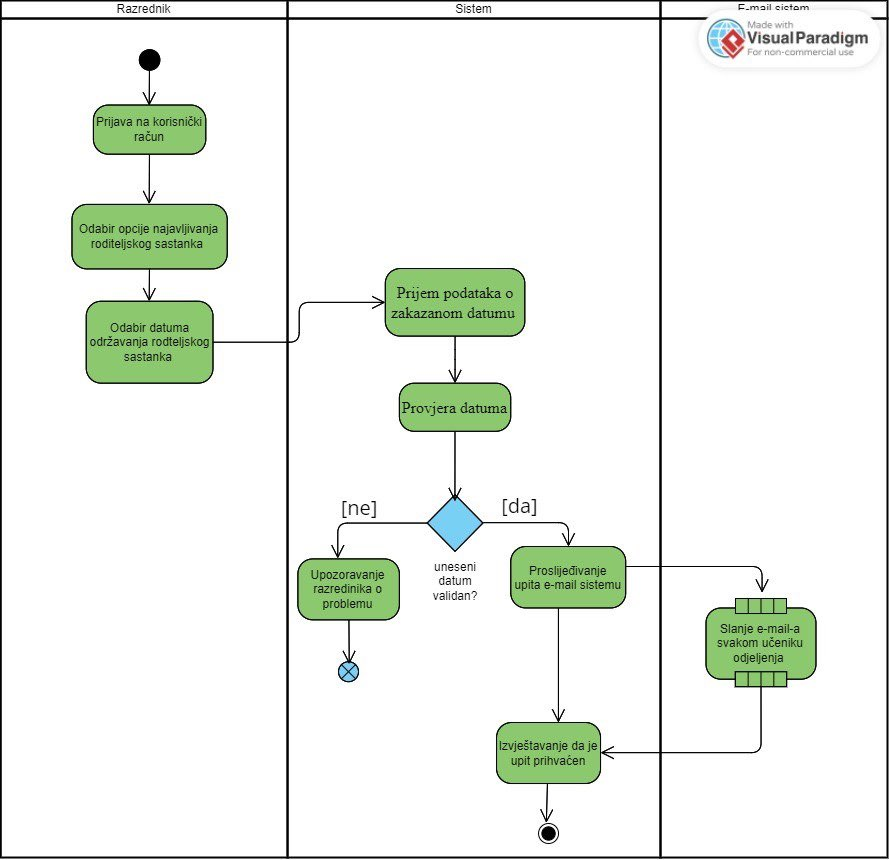 Razrednik
Sistem
E-mail sistem
Made with
VisualParadigm
For non-commercial use
Prijava na korisnički
račun
Odabir opcije najavljivanja
roditeljskog sastanka
Odabir datuma
održavanja rodteljskog
sastanka
Prijem podataka o
zakazanom datumu
Provjera datuma
[ne]
[da]
uneseni
datum
validan?
Upozoravanje
razredinika o
problemu
Proslijeđivanje
upita e-mail sistemu
Slanje e-mail-a
svakom učeniku
odjeljenja
Izvještavanje da je
upit prihvaćen